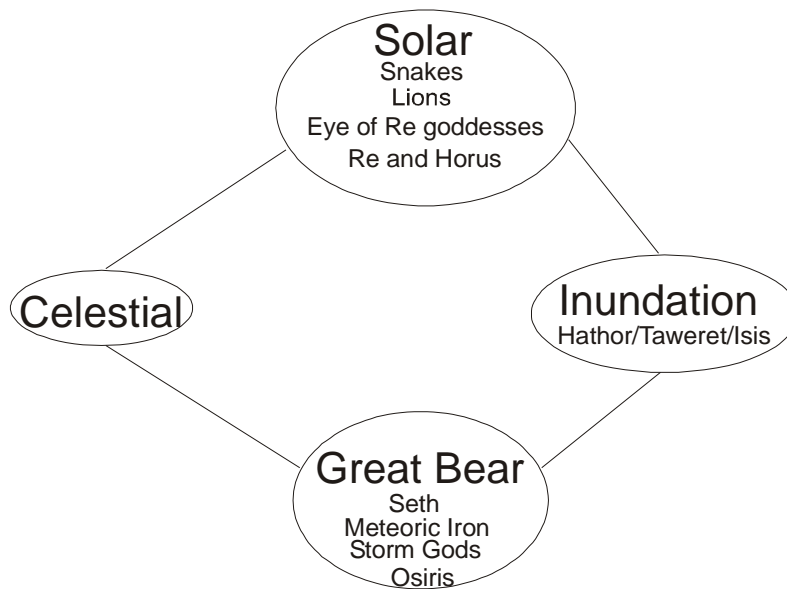 Solar
Snakes
Lions
Eye of Re goddesses
Re and Horus
Celestial
Inundation
Hathor/Taweret/Isis
Great Bear
Seth
Meteoric Iron
Storm Gods
Osiris